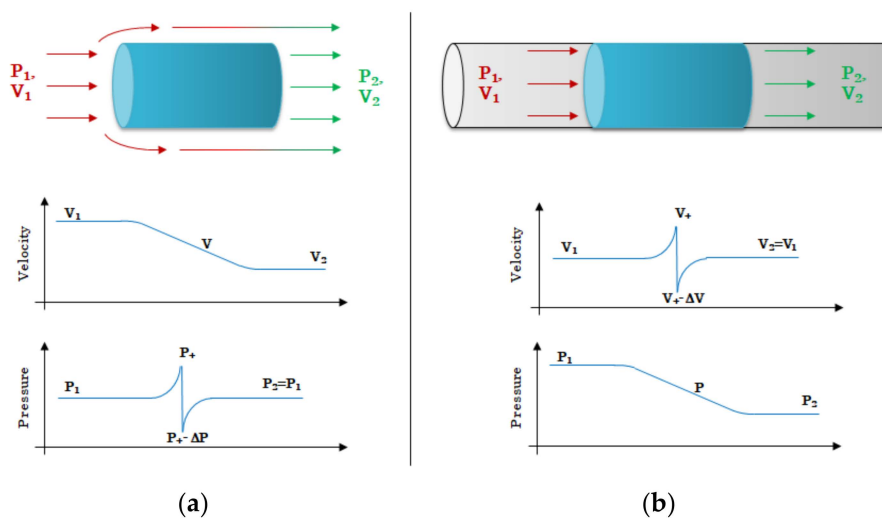 P₁,
V₁
P₂,
V₂
Velocity
V₁
V
V₂
Pressure
P₁
P₊
P₂=P₁
P₊- ΔP
(a)
P₁,
V₁
P₂,
V₂
Velocity
V₁
V₊
V₂=V₁
V₊-ΔV
Pressure
P₁
P
P₂
(b)